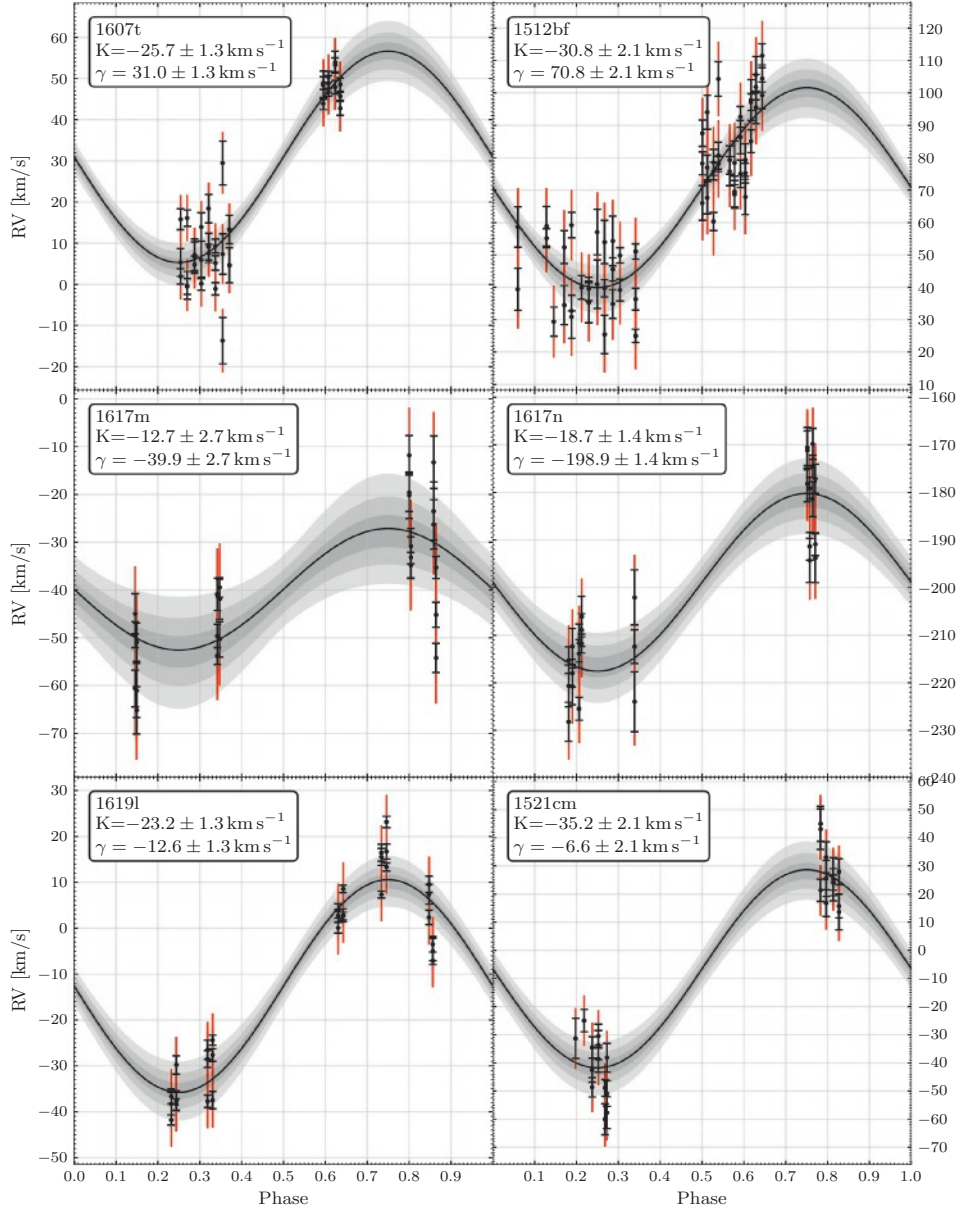 1607t
K=−25.7 ± 1.3 km s⁻¹
γ = 31.0 ± 1.3 km s⁻¹
RV [km/s]
60
50
40
30
20
10
0
−10
−20
1512bf
K=−30.8 ± 2.1 km s⁻¹
γ = 70.8 ± 2.1 km s⁻¹
120
110
100
90
80
70
60
50
40
30
20
10
1617m
K=−12.7 ± 2.7 km s⁻¹
γ = −39.9 ± 2.7 km s⁻¹
RV [km/s]
0
−10
−20
−30
−40
−50
−60
−70
1617n
K=−18.7 ± 1.4 km s⁻¹
γ = −198.9 ± 1.4 km s⁻¹
−160
−170
−180
−190
−200
−210
−220
−230
−240
1619l
K=−23.2 ± 1.3 km s⁻¹
γ = −12.6 ± 1.3 km s⁻¹
RV [km/s]
30
20
10
0
−10
−20
−30
−40
−50
1521cm
K=−35.2 ± 2.1 km s⁻¹
γ = −6.6 ± 2.1 km s⁻¹
60
50
40
30
20
10
0
−10
−20
−30
−40
−50
−60
−70
0.0 0.1 0.2 0.3 0.4 0.5 0.6 0.7 0.8 0.9
0.1 0.2 0.3 0.4 0.5 0.6 0.7 0.8 0.9 1.0
Phase
Phase